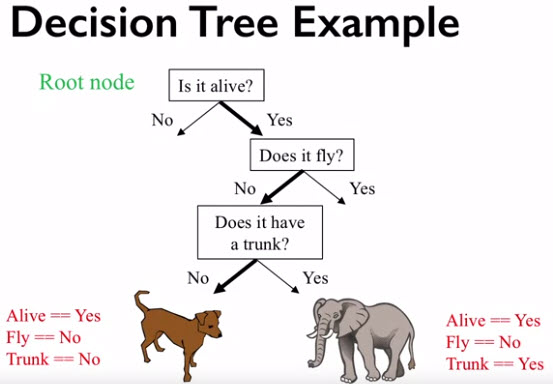 Decision Tree Example
Root node
Is it alive?
No
Yes
Does it fly?
No
Yes
Does it have
a trunk?
No
Yes
Alive == Yes
Fly == No
Trunk == No
Alive == Yes
Fly == No
Trunk == Yes